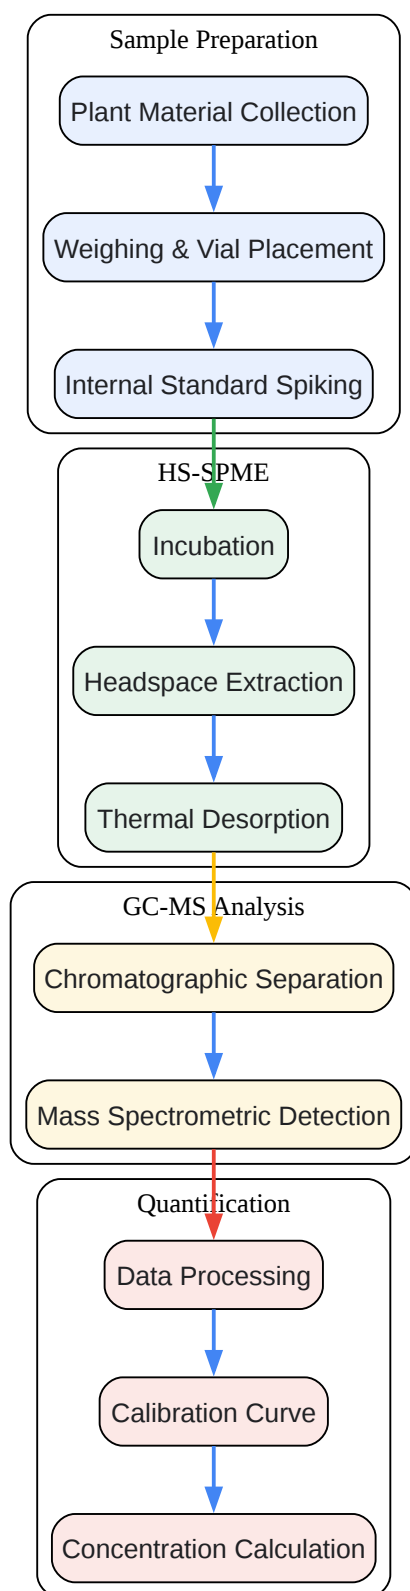 Sample Preparation
Plant Material Collection
Weighing & Vial Placement
Internal Standard Spiking
HS-SPME
Incubation
Headspace Extraction
Thermal Desorption
GC-MS Analysis
Chromatographic Separation
Mass Spectrometric Detection
Quantification
Data Processing
Calibration Curve
Concentration Calculation